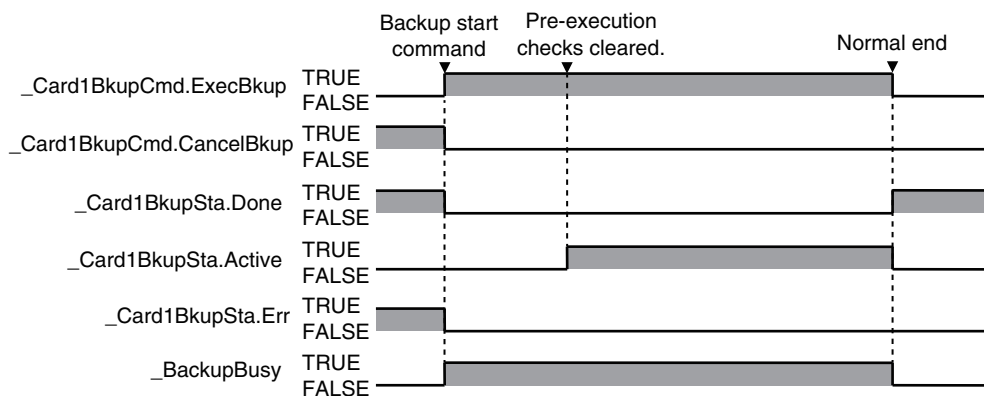 Backup start command
Pre-execution checks cleared.
Normal end
_Card1BkupCmd.ExecBkup
TRUE
FALSE
_Card1BkupCmd.CancelBkup
TRUE
FALSE
_Card1BkupSta.Done
TRUE
FALSE
_Card1BkupSta.Active
TRUE
FALSE
_Card1BkupSta.Err
TRUE
FALSE
_BackupBusy
TRUE
FALSE